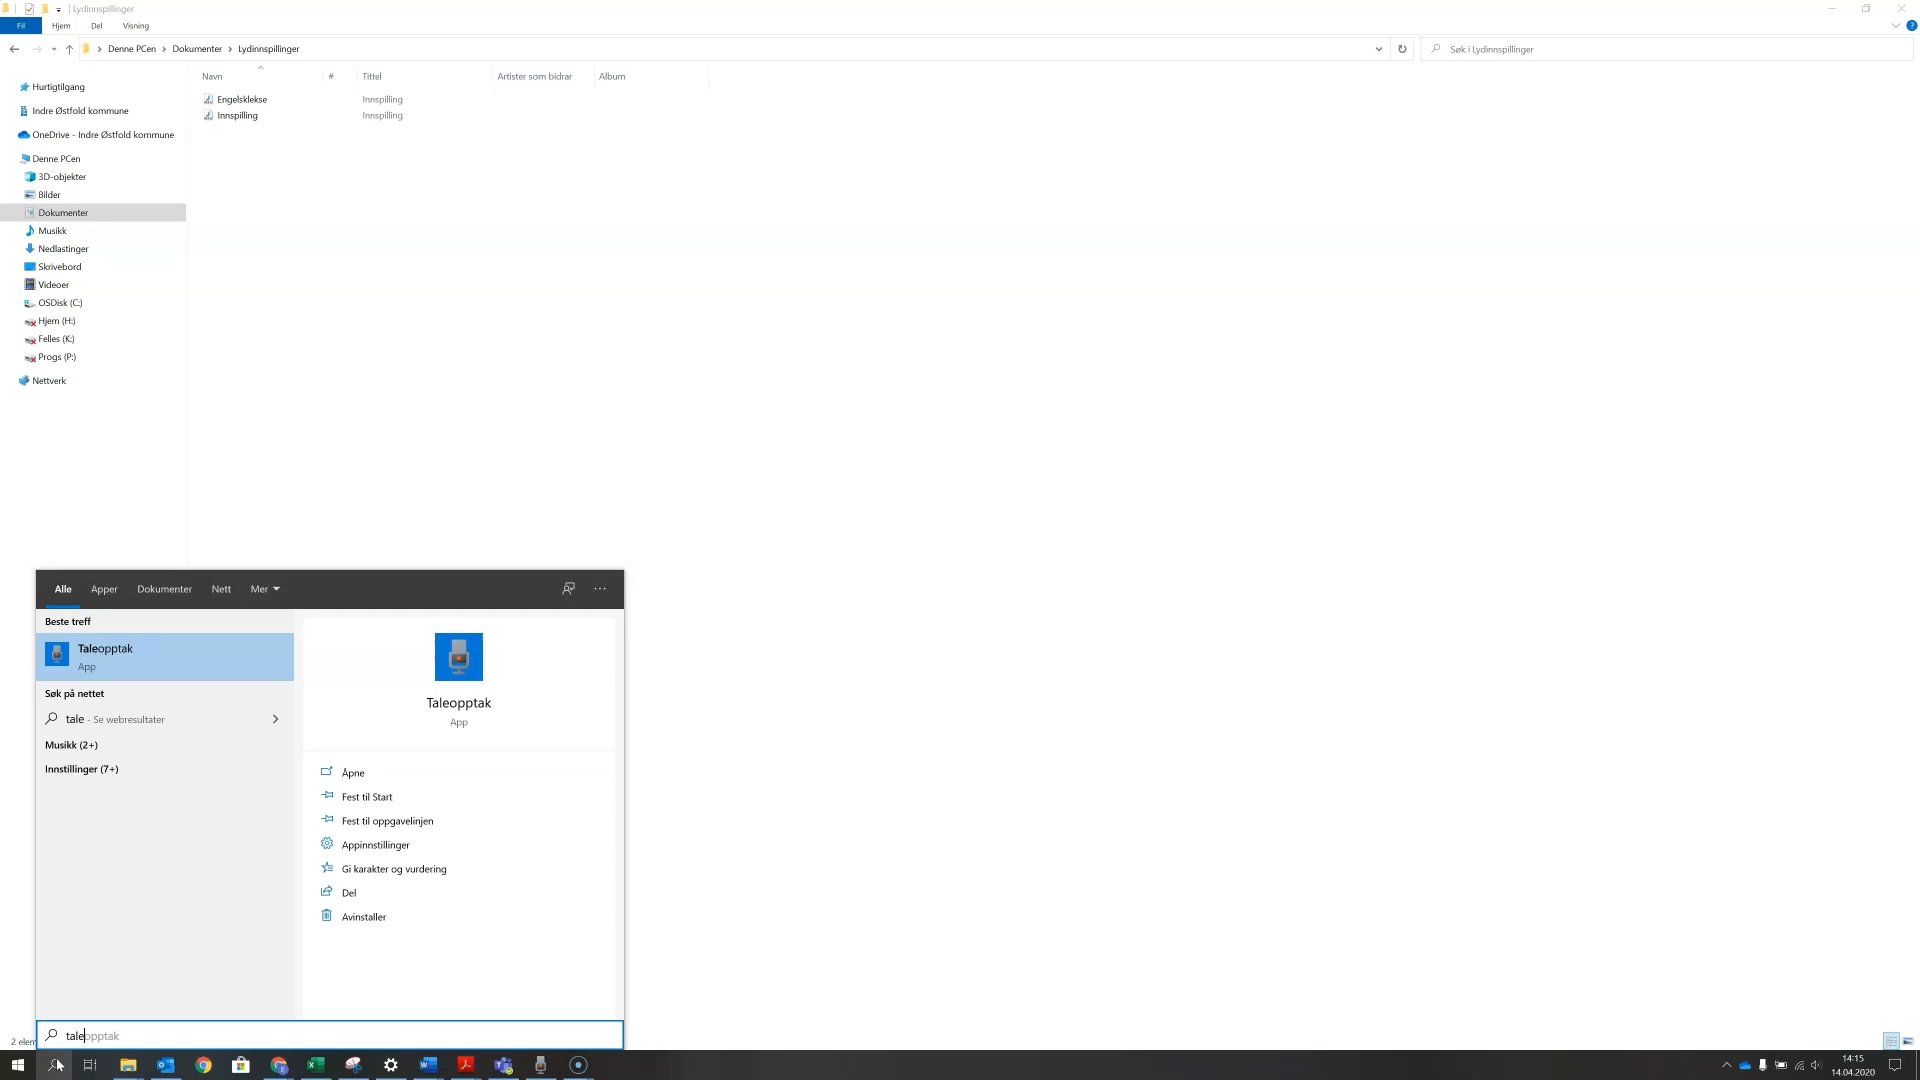 Lydinnspillinger
Fil Hjem Del Visning
Denne PCen Dokumenter Lydinnspillinger
Søk i Lydinnspillinger
Navn # Tittel Artister som bidrar Album
Engelsklekse Innspilling
Innspilling Innspilling
Hurtigtilgang
Indre Østfold kommune
OneDrive - Indre Østfold kommune
Denne PCen
3D-objekter
Bilder
Dokumenter
Musikk
Nedlastinger
Skrivebord
Videoer
OSDisk (C:)
Hjem (H:)
Felles (K:)
Progs (P:)
Nettverk
Alle Apper Dokumenter Nett Mer
Beste treff
Taleopptak
App
Søk på nettet
tale - Se webresultater
Musikk (2+)
Innstillinger (7+)
Taleopptak
App
Åpne
Fest til Start
Fest til oppgavelinjen
Appinnstillinger
Gi karakter og vurdering
Del
Avinstaller
taleopptak
2 elem
14:15
14.04.2020